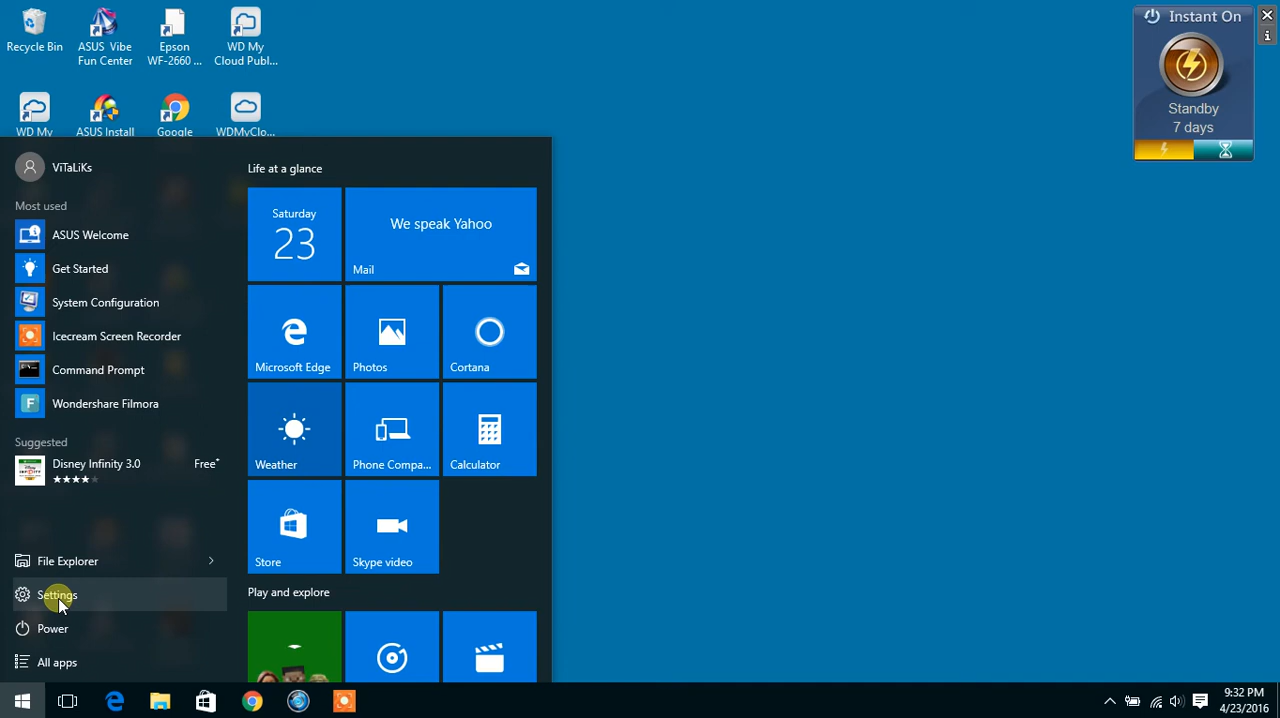 Recycle Bin
ASUS Vibe
Fun Center
Epson
WF-2660 ...
WD My
Cloud Publ...
WD My
ASUS Install
Google
WDMyClo...
Instant On
i
Standby
7 days
ViTaLiKs
Most used
ASUS Welcome
Get Started
System Configuration
Icecream Screen Recorder
Command Prompt
Wondershare Filmora
Suggested
Disney Infinity 3.0
Free*
File Explorer
Settings
Power
All apps
Life at a glance
Saturday
23
We speak Yahoo
Mail
Microsoft Edge
Photos
Cortana
Weather
Phone Compa...
Calculator
Store
Skype video
Play and explore
9:32 PM
4/23/2016